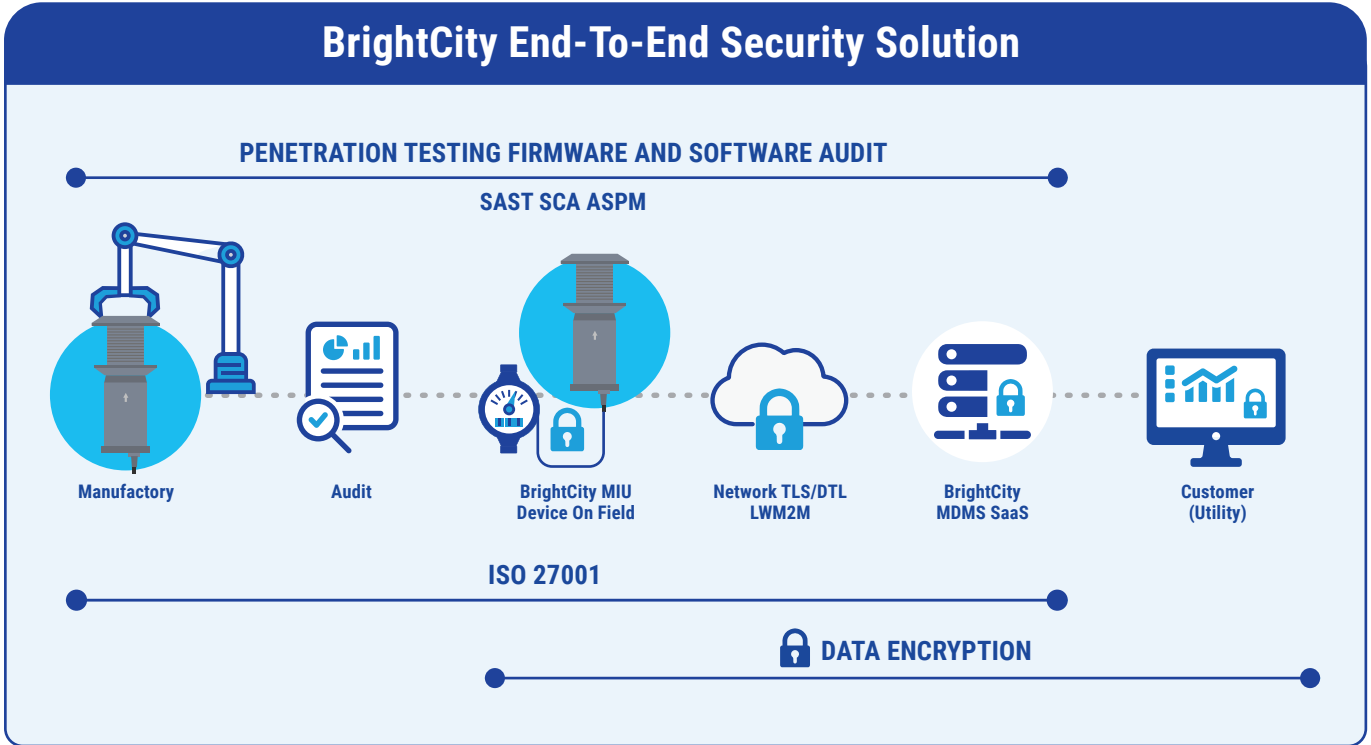 BrightCity End-To-End Security Solution
PENETRATION TESTING FIRMWARE AND SOFTWARE AUDIT
SAST SCA ASPM
Manufactory
Audit
BrightCity MIU
Device On Field
Network TLS/DTL
LWM2M
BrightCity
MDMS SaaS
Customer
(Utility)
ISO 27001
DATA ENCRYPTION